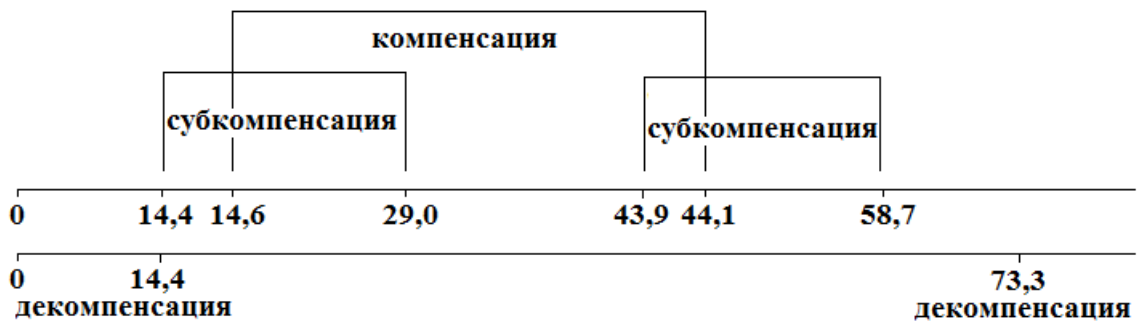 компенсация
субкомпенсация субкомпенсация
0 14,4 14,6 29,0 43,9 44,1 58,7
0 14,4 73,3
декомпенсация декомпенсация